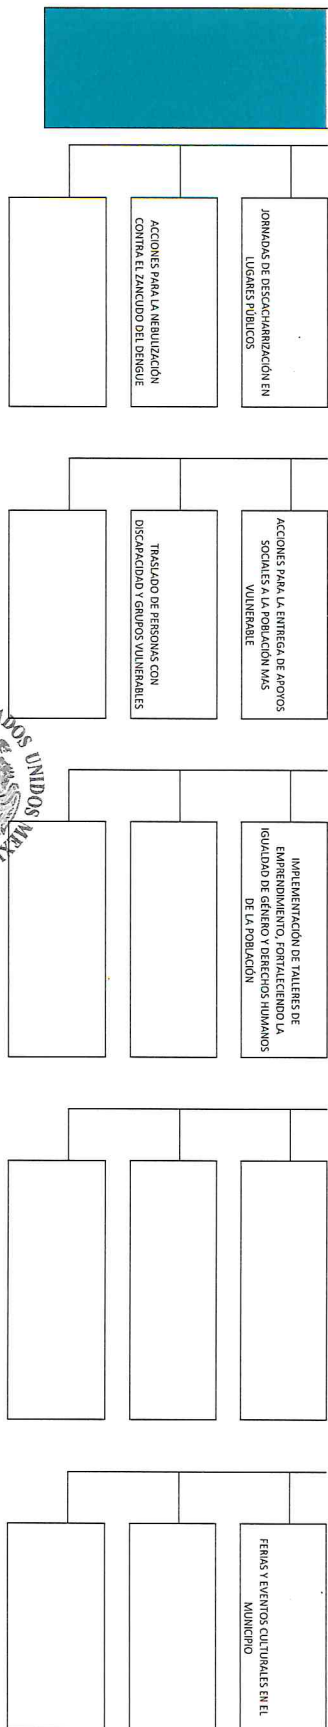 JORNADAS DE DESCACHARRIZACIÓN EN
LUGARES PÚBLICOS
ACCIONES PARA LA NEBULIZACIÓN
CONTRA EL ZANCUDO DEL DENGUE
ACCIONES PARA LA ENTREGA DE APOYOS
SOCIALES A LA POBLACIÓN MAS
VULNERABLE
TRASLADO DE PERSONAS CON
DISCAPACIDAD Y GRUPOS VULNERABLES
IMPLEMENTACIÓN DE TALLERES DE
EMPRENDIMIENTO, FORTALECIENDO LA
IGUALDAD DE GÉNERO Y DERECHOS HUMANOS
DE LA POBLACIÓN
FERIAS Y EVENTOS CULTURALES EN EL
MUNICIPIO
UNIDOS